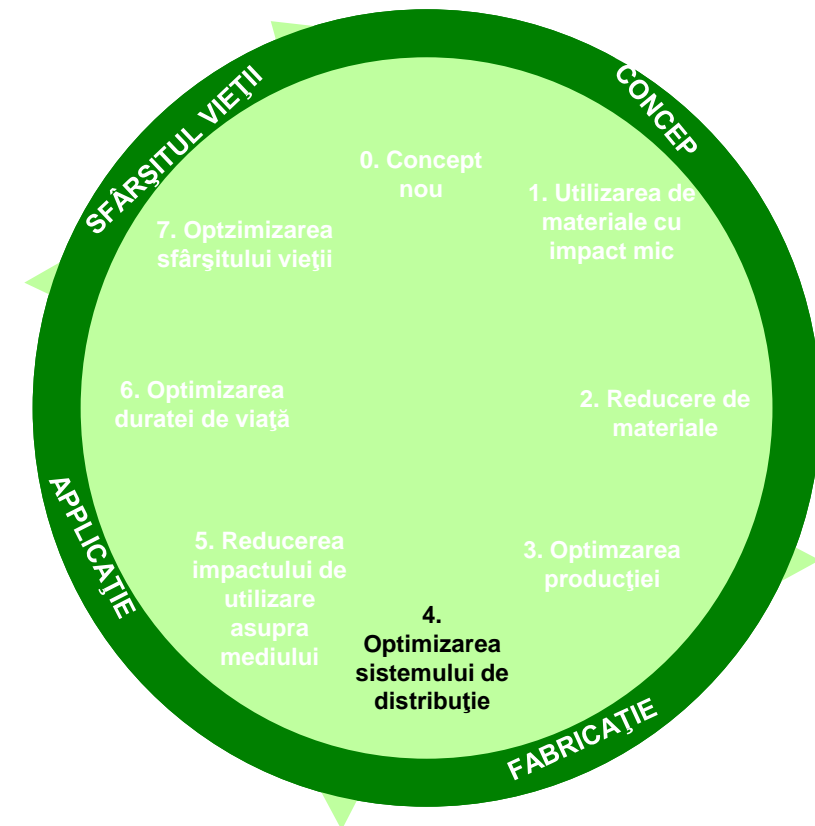 SFÂRŞITUL VIEŢII
CONCEP
0. Concept
nou
1. Utilizarea de
materiale cu
impact mic
7. Optzimizarea
sfârşitului vieţii
6. Optimizarea
duratei de viaţă
2. Reducere de
materiale
APPLICAŢIE
5. Reducerea
impactului de
utilizare
asupra
mediului
3. Optimzarea
producţiei
4.
Optimizarea
sistemului de
distribuţie
FABRICAŢIE